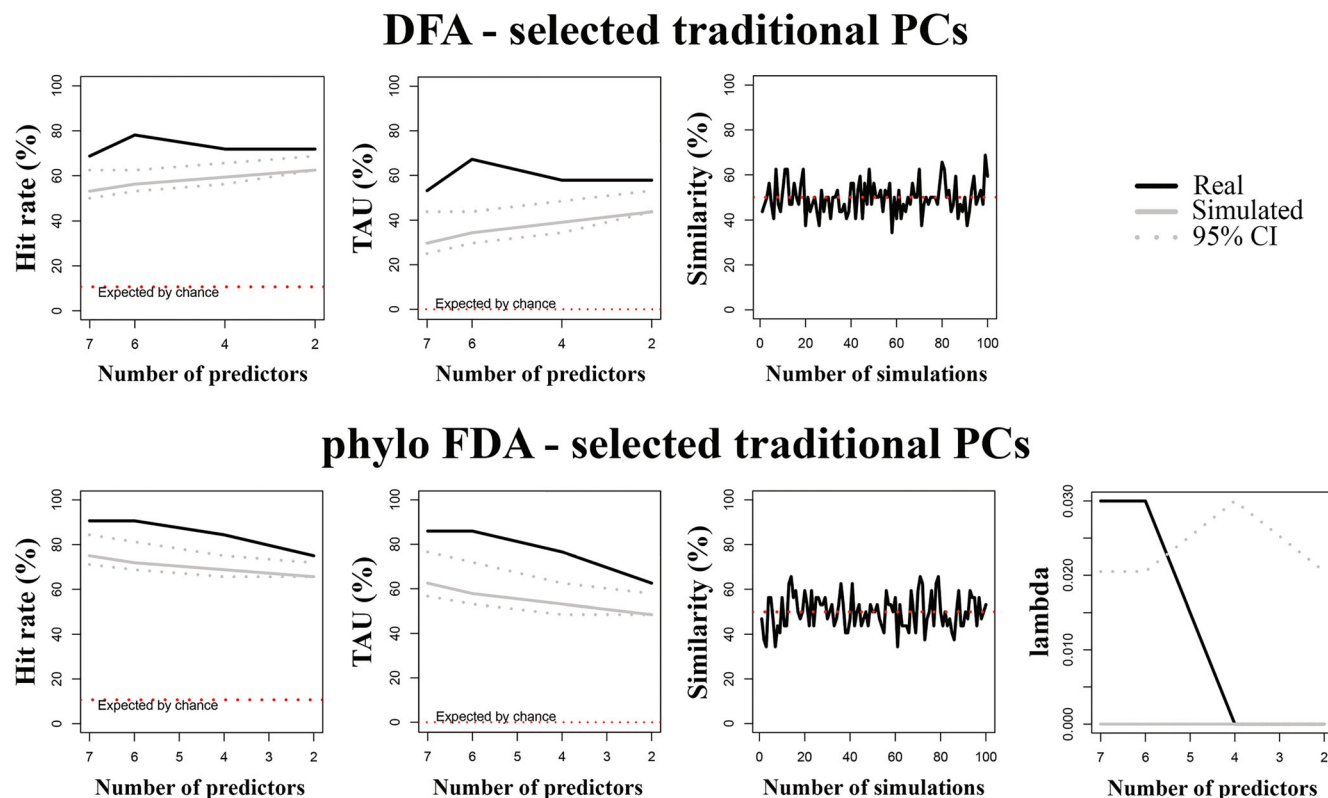 DFA - selected traditional PCs
Hit rate (%)
0 20 40 60 80 100
Expected by chance
7 6 5 4 3 2
Number of predictors
TAU (%)
0 20 40 60 80 100
Expected by chance
7 6 5 4 3 2
Number of predictors
Similarity (%)
0 20 40 60 80 100
0 20 40 60 80 100
Number of simulations
Real
Simulated
95% CI
phylo FDA - selected traditional PCs
Hit rate (%)
0 20 40 60 80 100
Expected by chance
7 6 5 4 3 2
Number of predictors
TAU (%)
0 20 40 60 80 100
Expected by chance
7 6 5 4 3 2
Number of predictors
Similarity (%)
0 20 40 60 80 100
0 20 40 60 80 100
Number of simulations
lambda
0.000 0.010 0.020 0.030
7 6 5 4 3 2
Number of predictors